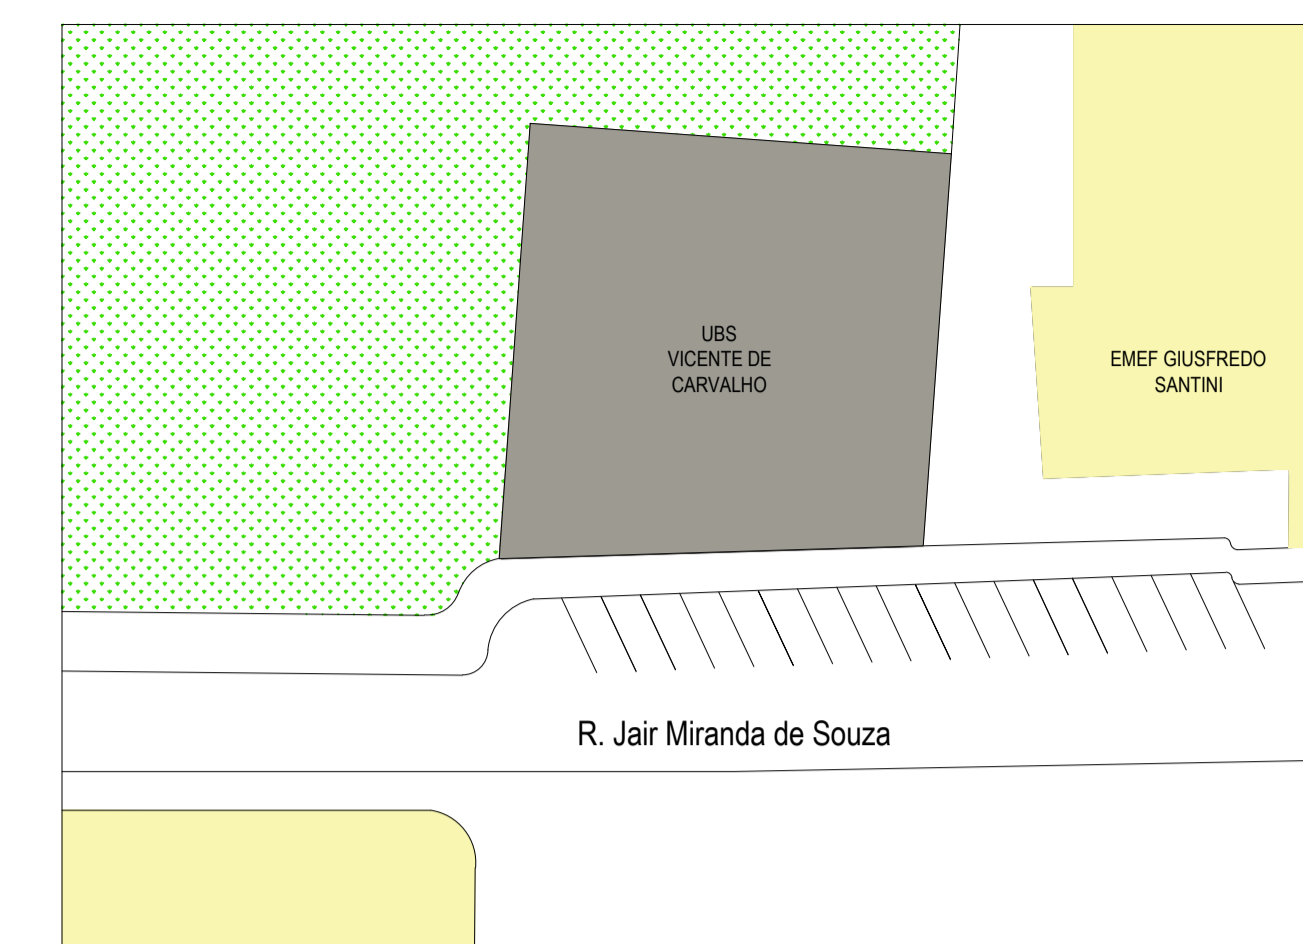 UBS
VICENTE DE
CARVALHO
EMEF GIUSFREDO
SANTINI
R. Jair Miranda de Souza